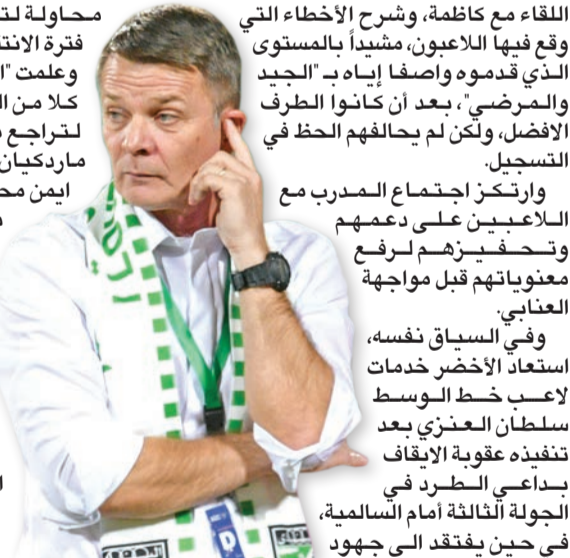 اللقاء مع كاظمة، وشرح الأخطاء التي
وقع فيها اللاعبون، مشيداً بالمستوى
الذي قدموه واصفا إياه بـ "الجيد
والمرضي"، بعد أن كانوا الطرف
الافضل، ولكن لم يحالفهم الحظ في
التسجيل.
وارتكز اجتماع المدرب مع
اللاعبين على دعمهم
وتحفيزهم لرفع
معنوياتهم قبل مواجهة
العنابي.
وفي السياق نفسه،
استعاد الأخضر خدمات
لاعب خط الوسط
سلطان العنزي بعد
تنفيذه عقوبة الايقاف
بداعي الطرد في
الجولة الثالثة أمام السالمية،
في حين يفتقد الى جهود
محاولة لت
فترة الانتق
وعلمت "ال
كلا من ال
لتراجع م
ماردكيان
ايمن مح